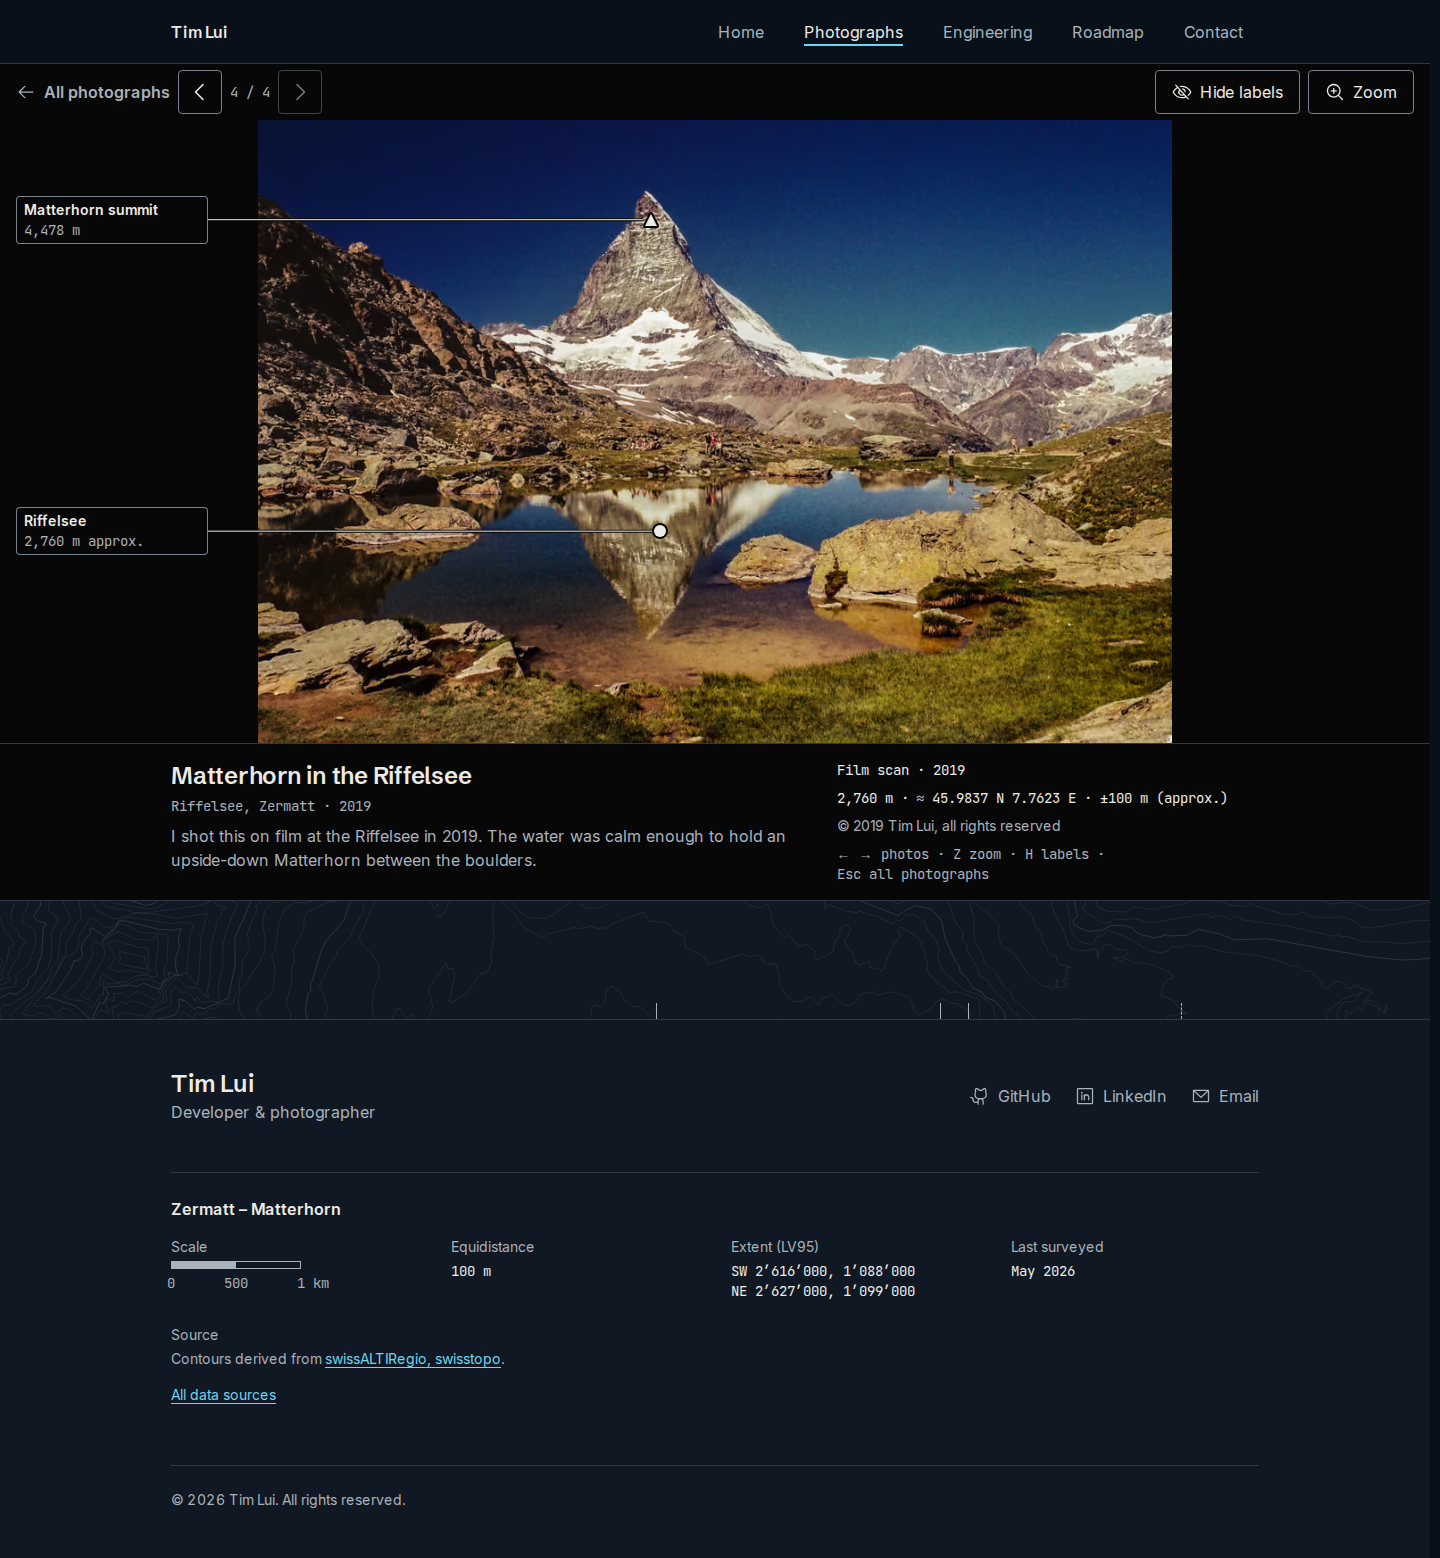 Tim Lui
Home Photographs Engineering Roadmap Contact
← All photographs 4 / 4 Hide labels Zoom
Matterhorn summit
4,478 m
Riffelsee
2,760 m approx.
Matterhorn in the Riffelsee
Riffelsee, Zermatt · 2019
I shot this on film at the Riffelsee in 2019. The water was calm enough to hold an
upside-down Matterhorn between the boulders.
Film scan · 2019
2,760 m · ≈ 45.9837 N 7.7623 E · ±100 m (approx.)
© 2019 Tim Lui, all rights reserved
← → photos · Z zoom · H labels ·
Esc all photographs
Tim Lui
Developer & photographer
GitHub LinkedIn Email
Zermatt – Matterhorn
Scale
0 500 1 km
Equidistance
100 m
Extent (LV95)
SW 2’616’000, 1’088’000
NE 2’627’000, 1’099’000
Last surveyed
May 2026
Source
Contours derived from swissALTIRegio, swisstopo.
All data sources
© 2026 Tim Lui. All rights reserved.